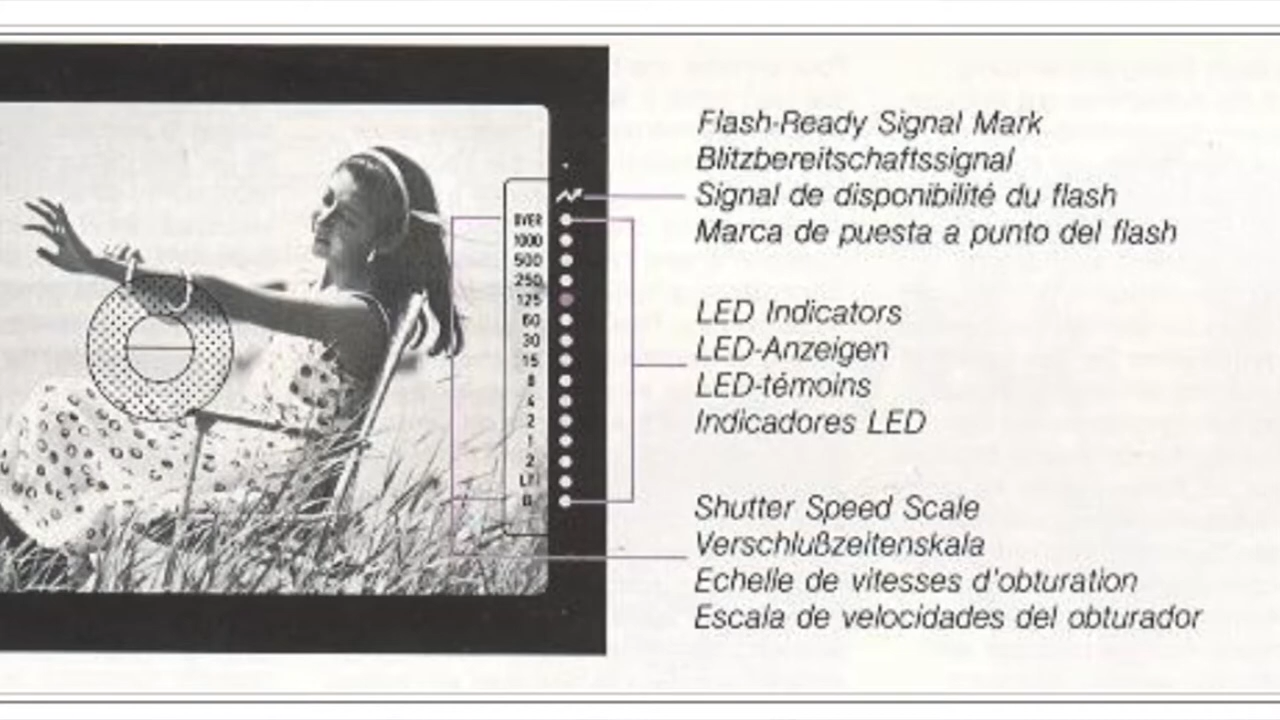 Flash-Ready Signal Mark
Blitzbereitschaftssignal
Signal de disponibilité du flash
Marca de puesta a punto del flash
OVER
1000
500
250
125
60
30
15
8
4
2
1
2
LT
B
LED Indicators
LED-Anzeigen
LED-témoins
Indicadores LED
Shutter Speed Scale
Verschlußzeitenskala
Echelle de vitesses d'obturation
Escala de velocidades del obturador